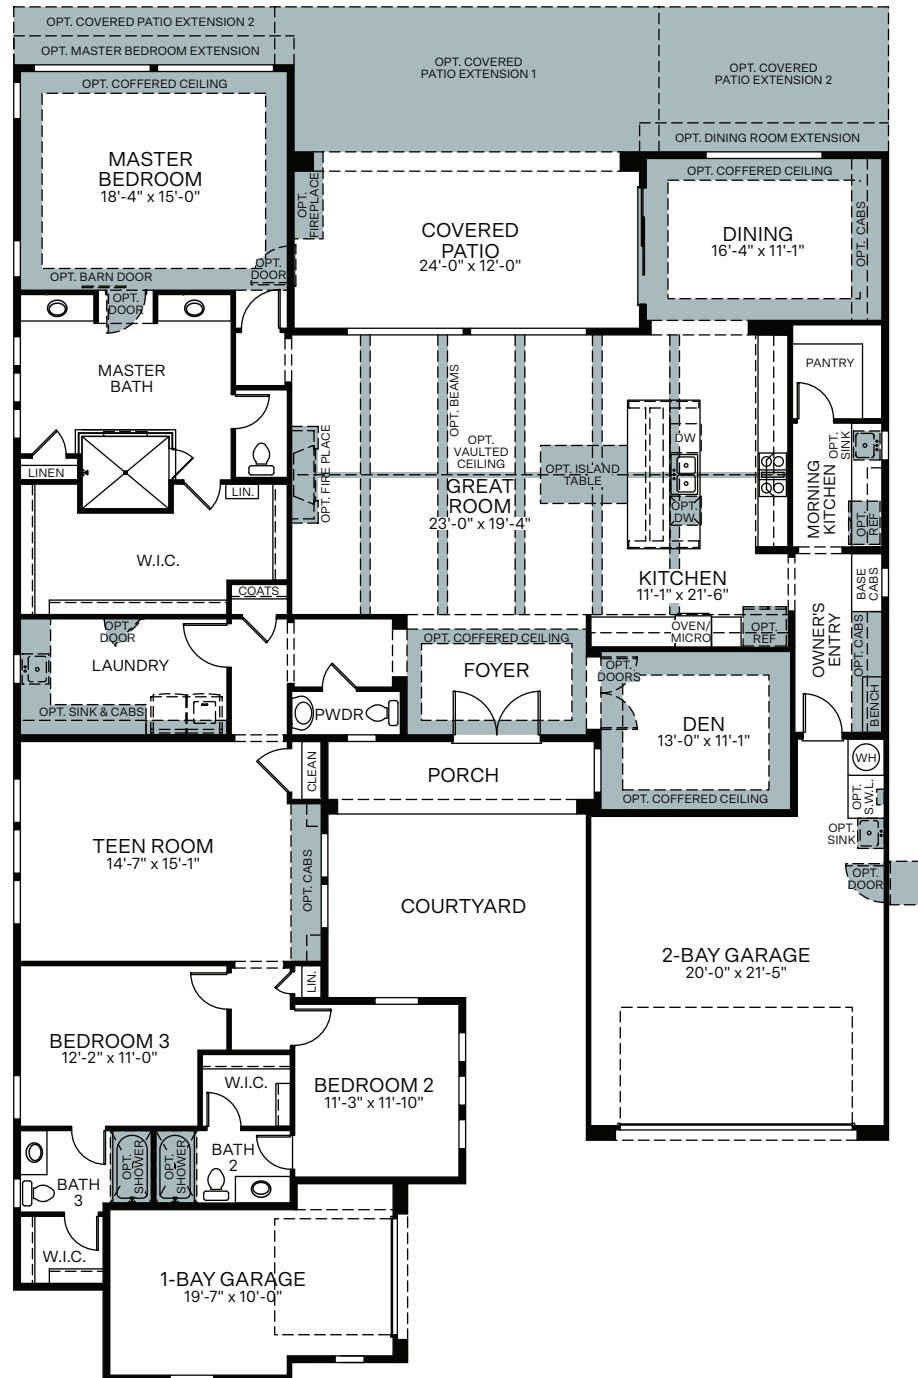 OPT. COVERED PATIO EXTENSION 2
OPT. MASTER BEDROOM EXTENSION
OPT. COVERED
PATIO EXTENSION 1
OPT. COVERED
PATIO EXTENSION 2
OPT. DINING ROOM EXTENSION
OPT. COFFERED CEILING
MASTER
BEDROOM
18'-4" x 15'-0"
OPT. BARN DOOR
OPT.
DOOR
OPT.
DOOR
OPT.
FIREPLACE
COVERED
PATIO
24'-0" x 12'-0"
OPT. COFFERED CEILING
DINING
16'-4" x 11'-1"
OPT. CABS
MASTER
BATH
LINEN
LIN.
W.I.C.
COATS
OPT. FIRE PLACE
OPT. BEAMS
OPT.
VAULTED
CEILING
GREAT
ROOM
23'-0" x 19'-4"
OPT. ISLAND
TABLE
DW
OPT.
DW
PANTRY
OPT.
SINK
MORNING
KITCHEN
OPT.
REF
KITCHEN
11'-1" x 21'-6"
OVEN/
MICRO
OPT.
REF
BASE
CABS
OWNER'S
ENTRY
OPT. CABS
BENCH
OPT.
DOOR
LAUNDRY
OPT. SINK & CABS
PWDR
OPT. COFFERED CEILING
FOYER
OPT.
DOORS
DEN
13'-0" x 11'-1"
OPT. COFFERED CEILING
CLEAN
PORCH
WH
OPT.
S.W.L.
OPT.
SINK
OPT.
DOOR
TEEN ROOM
14'-7" x 15'-1"
OPT. CABS
COURTYARD
2-BAY GARAGE
20'-0" x 21'-5"
LIN.
BEDROOM 3
12'-2" x 11'-0"
W.I.C.
BEDROOM 2
11'-3" x 11'-10"
OPT.
SHOWER
OPT.
SHOWER
BATH
2
BATH
3
W.I.C.
1-BAY GARAGE
19'-7" x 10'-0"